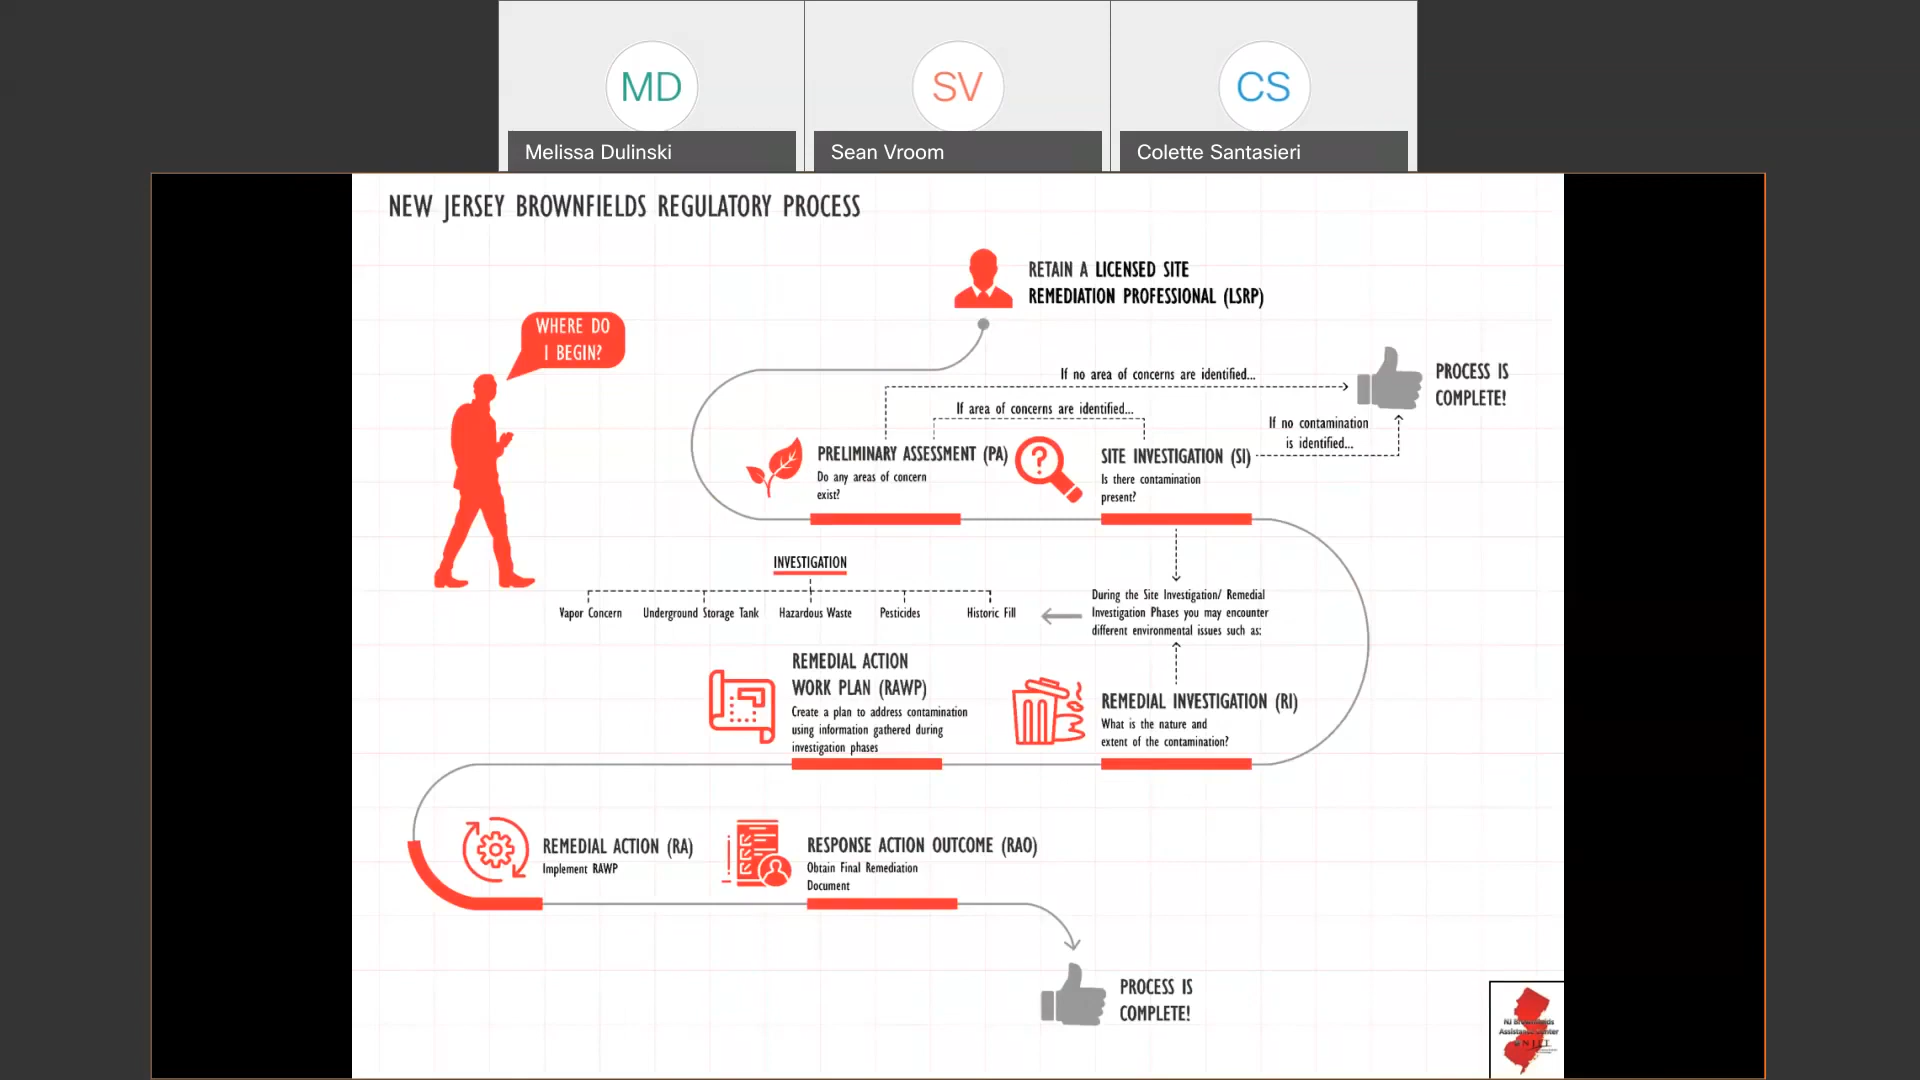 MD
SV
CS
Melissa Dulinski
Sean Vroom
Colette Santasieri
NEW JERSEY BROWNFIELDS REGULATORY PROCESS
RETAIN A LICENSED SITE
REMEDIATION PROFESSIONAL (LSRP)
WHERE DO
I BEGIN?
If no area of concerns are identified...
PROCESS IS
COMPLETE!
If area of concerns are identified...
If no contamination
is identified...
PRELIMINARY ASSESSMENT (PA)
Do any areas of concern
exist?
?
SITE INVESTIGATION (SI)
Is there contamination
present?
INVESTIGATION
Vapor Concern
Underground Storage Tank
Hazardous Waste
Pesticides
Historic Fill
During the Site Investigation/ Remedial
Investigation Phases you may encounter
different environmental issues such as:
REMEDIAL ACTION
WORK PLAN (RAWP)
Create a plan to address contamination
using information gathered during
investigation phases
REMEDIAL INVESTIGATION (RI)
What is the nature and
extent of the contamination?
REMEDIAL ACTION (RA)
Implement RAWP
RESPONSE ACTION OUTCOME (RAO)
Obtain Final Remediation
Document
PROCESS IS
COMPLETE!
NJ Brownfields
Assistance Center
NJIT